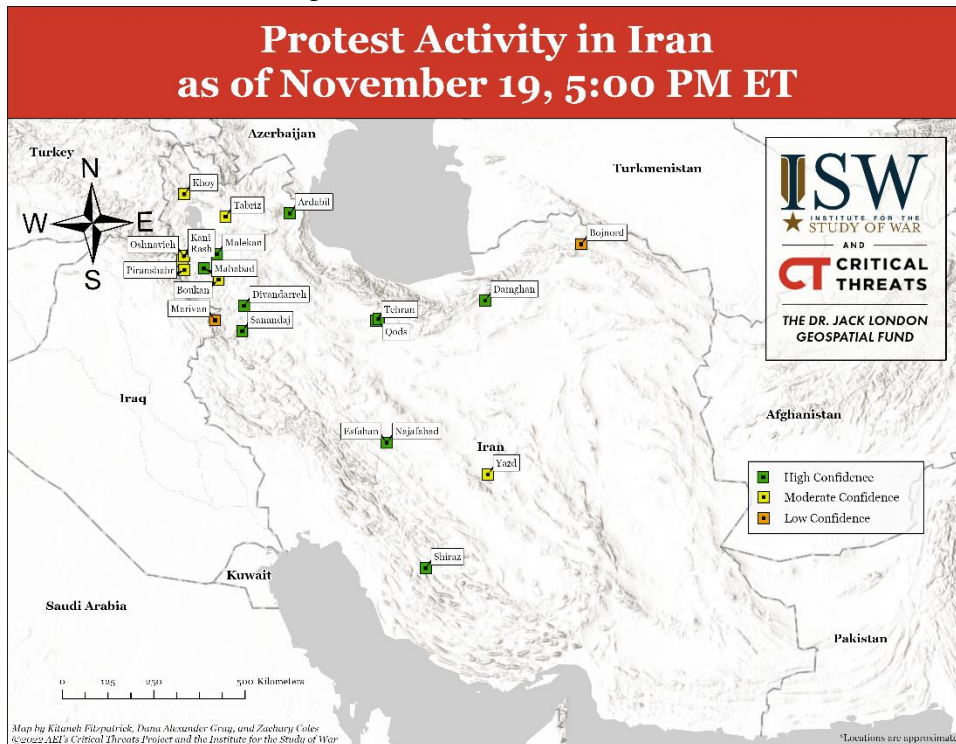 Protest Activity in Iran
as of November 19, 5:00 PM ET
Azerbaijan
Turkey
Turkmenistan
N
W
E
S
Khoy
Tabriz
Ardabil
Oshnavieh
Kani
Rash
Malekan
Piranshahr
Mahabad
Boukan
Divandarreh
Marivan
Sanandaj
Tehran
Qods
Damghan
Bojnord
ISW
INSTITUTE FOR THE
STUDY OF WAR
AND
CT CRITICAL
THREATS
THE DR. JACK LONDON
GEOSPATIAL FUND
Iraq
Afghanistan
Esfahan
Najafabad
Iran
Yazd
High Confidence
Moderate Confidence
Low Confidence
Shiraz
Kuwait
Saudi Arabia
Pakistan
0 125 250 500 Kilometers
Map by Kitaneh Fitzpatrick, Dana Alexander Gray, and Zachary Coles
©2022 AEI's Critical Threats Project and the Institute for the Study of War
*Locations are approximate